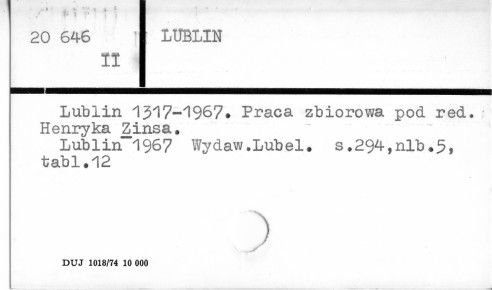 20 646
II
LUBLIN
Lublin 1317-1967. Praca zbiorowa pod red.
Henryka Zinsa.
Lublin 1967 Wydaw.Lubel. s.294,nlb.5,
tabl.12
DUJ 1018/74 10 000